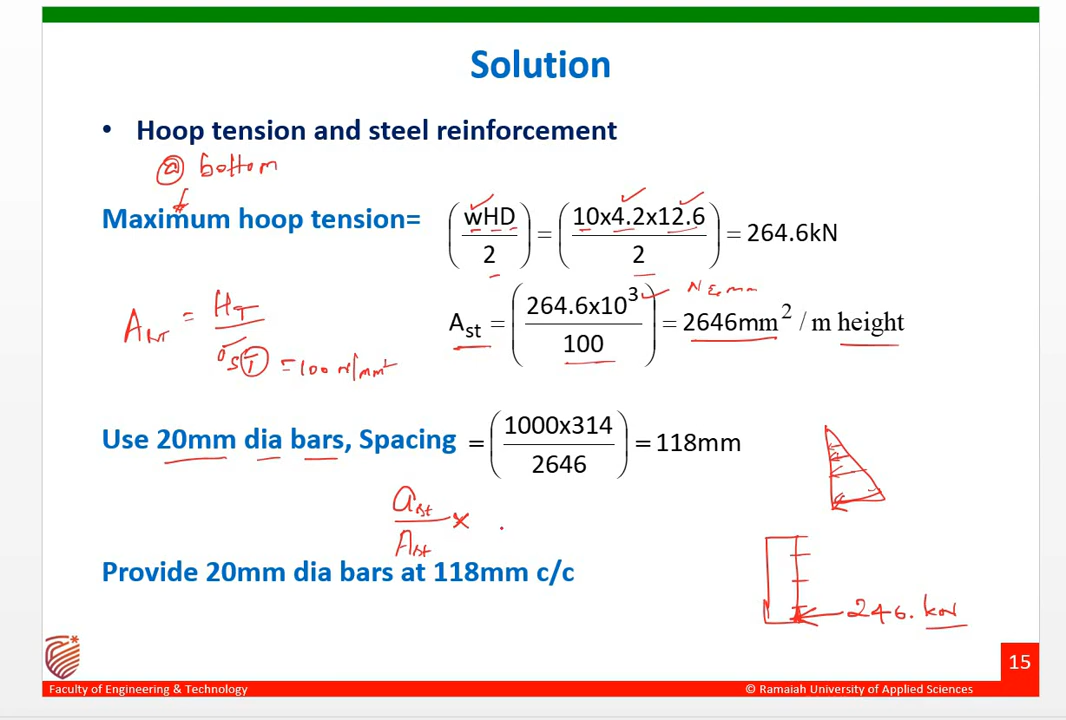 Solution
• Hoop tension and steel reinforcement
@ bottom
Maximum hoop tension= (wHD / 2) = (10x4.2x12.6 / 2) = 264.6kN
N & mm
A_st = (264.6x10³ / 100) = 2646mm² / m height
A_st = H_T / σ_ST = 100 N/mm²
Use 20mm dia bars, Spacing = (1000x314 / 2646) = 118mm
a_st / A_st ×
Provide 20mm dia bars at 118mm c/c
246. kN
15
Faculty of Engineering & Technology
© Ramaiah University of Applied Sciences